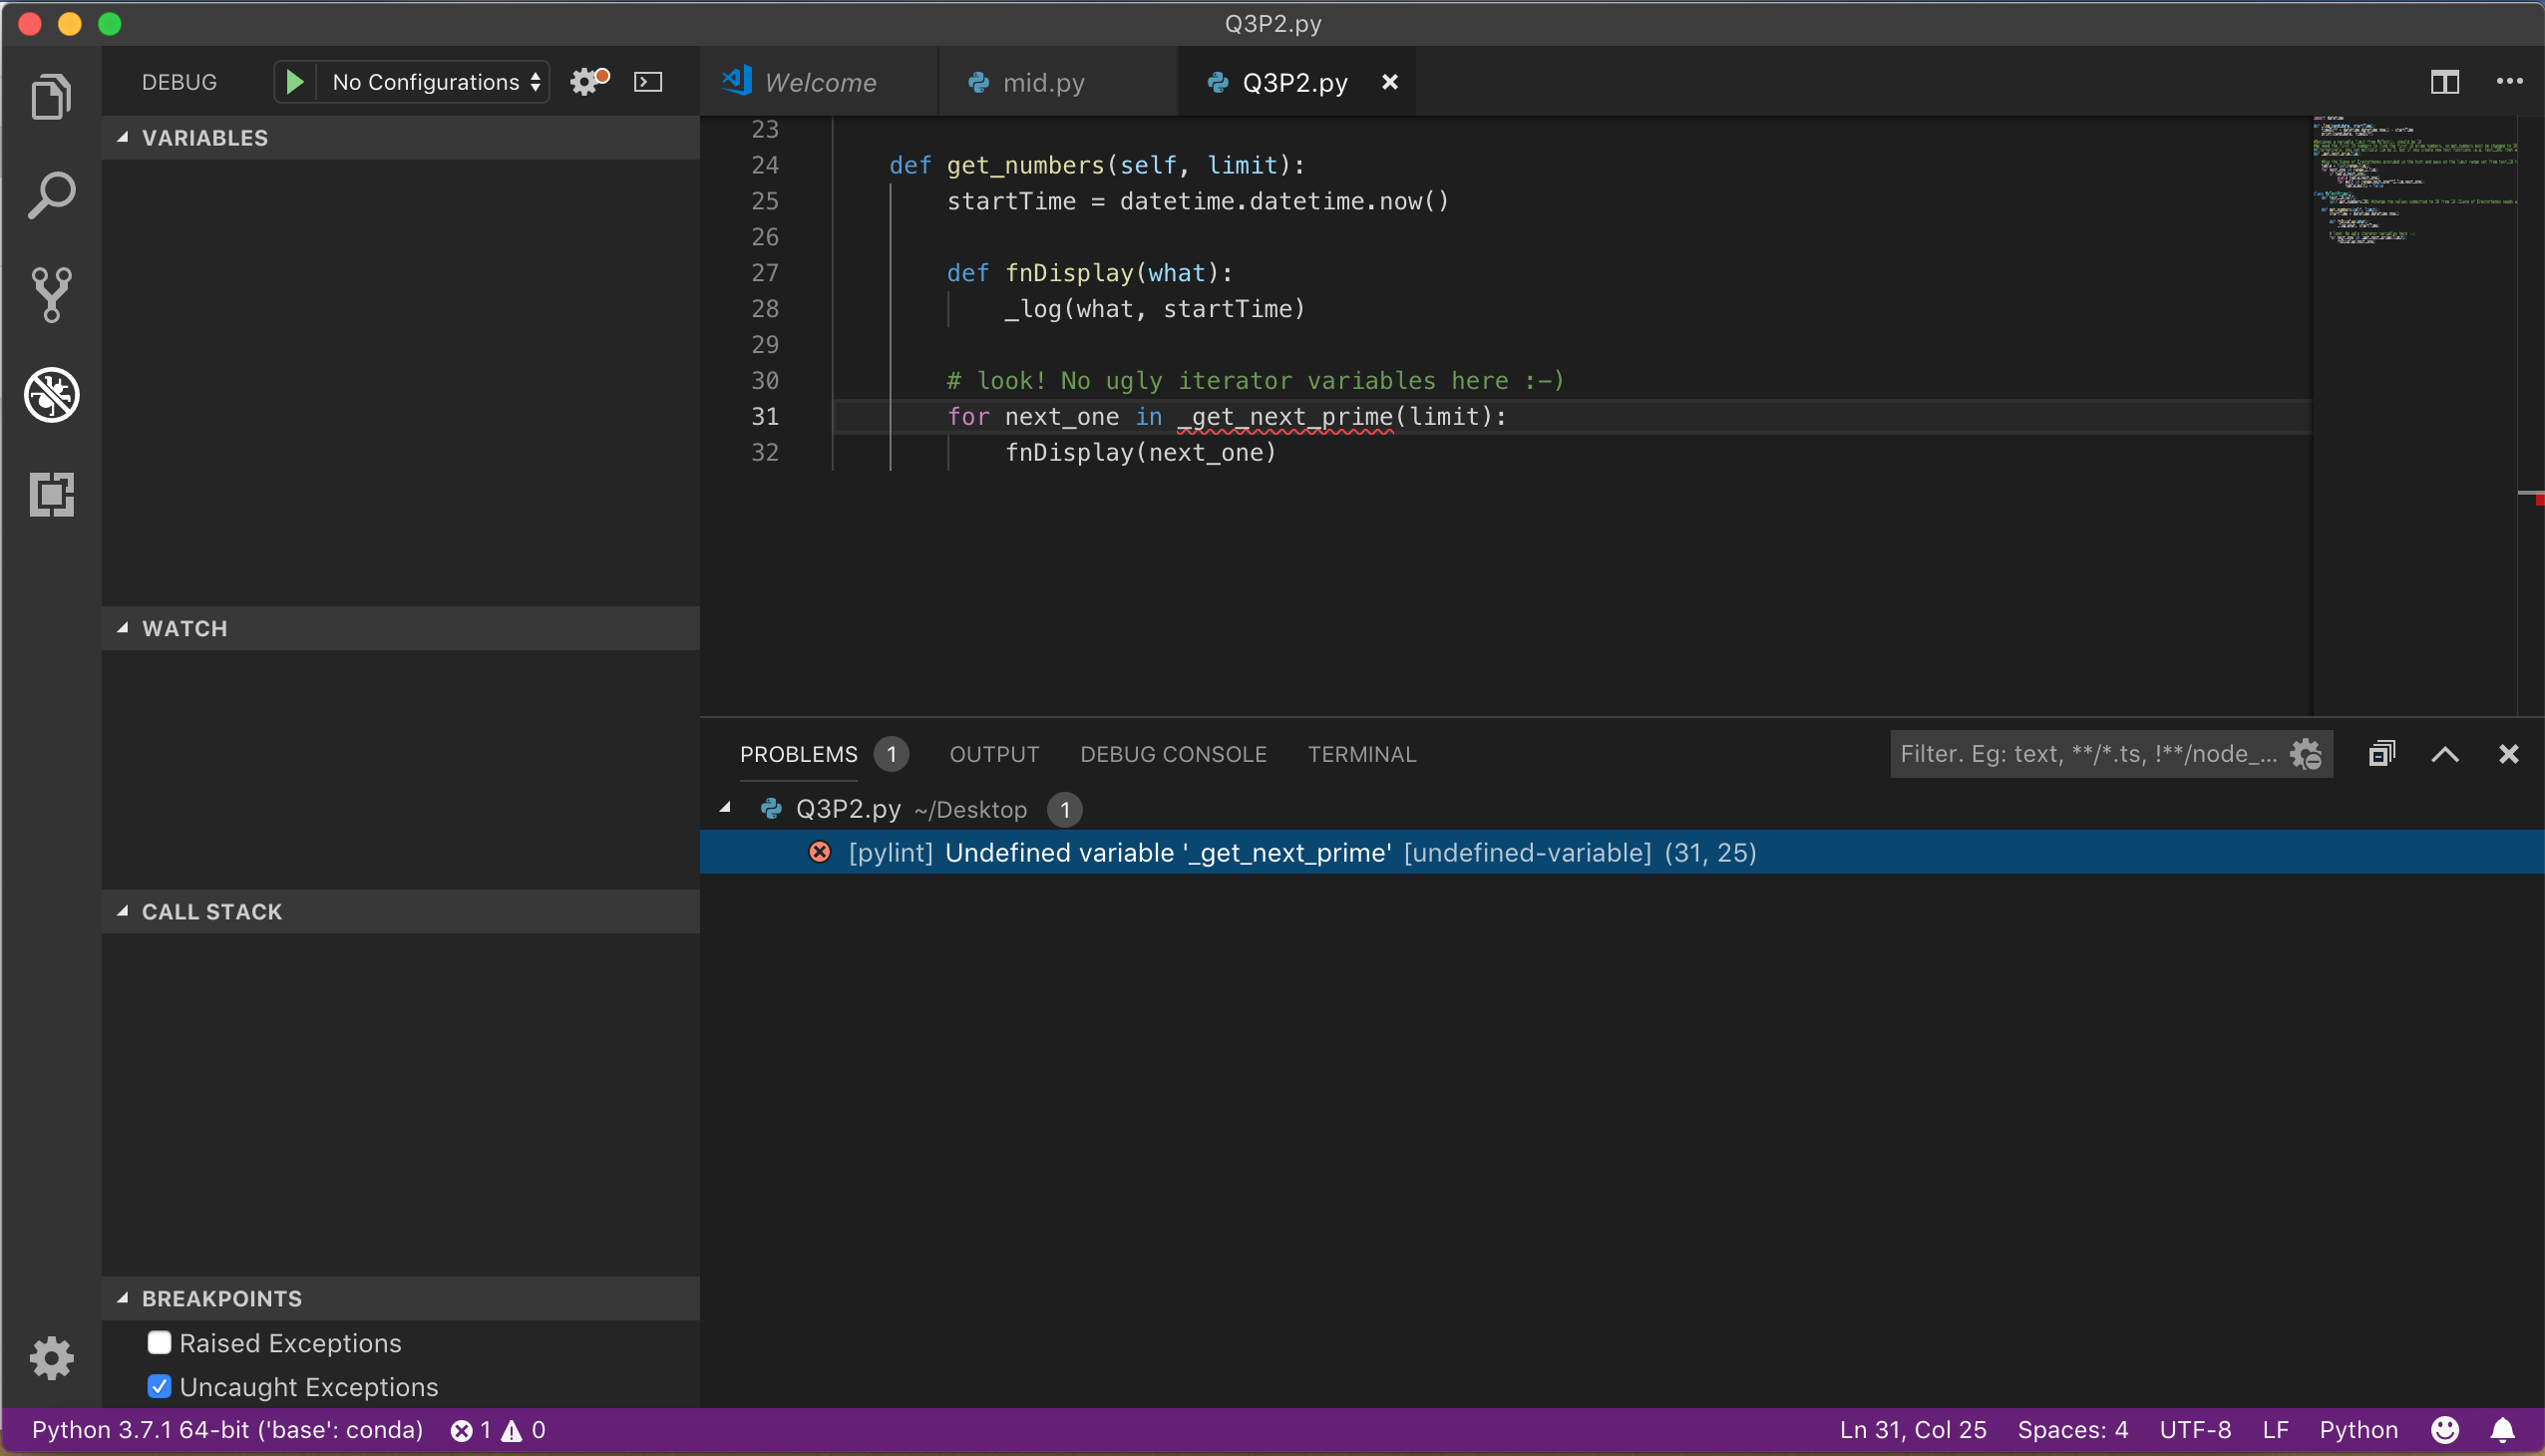 Q3P2.py
DEBUG
No Configurations
Welcome
mid.py
Q3P2.py
VARIABLES
WATCH
CALL STACK
BREAKPOINTS
Raised Exceptions
Uncaught Exceptions
23
24 def get_numbers(self, limit):
25 startTime = datetime.datetime.now()
26
27 def fnDisplay(what):
28 _log(what, startTime)
29
30 # look! No ugly iterator variables here :-)
31 for next_one in _get_next_prime(limit):
32 fnDisplay(next_one)
PROBLEMS 1 OUTPUT DEBUG CONSOLE TERMINAL
Filter. Eg: text, **/*.ts, !**/node_...
Q3P2.py ~/Desktop 1
[pylint] Undefined variable '_get_next_prime' [undefined-variable] (31, 25)
Python 3.7.1 64-bit ('base': conda) 1 0
Ln 31, Col 25 Spaces: 4 UTF-8 LF Python